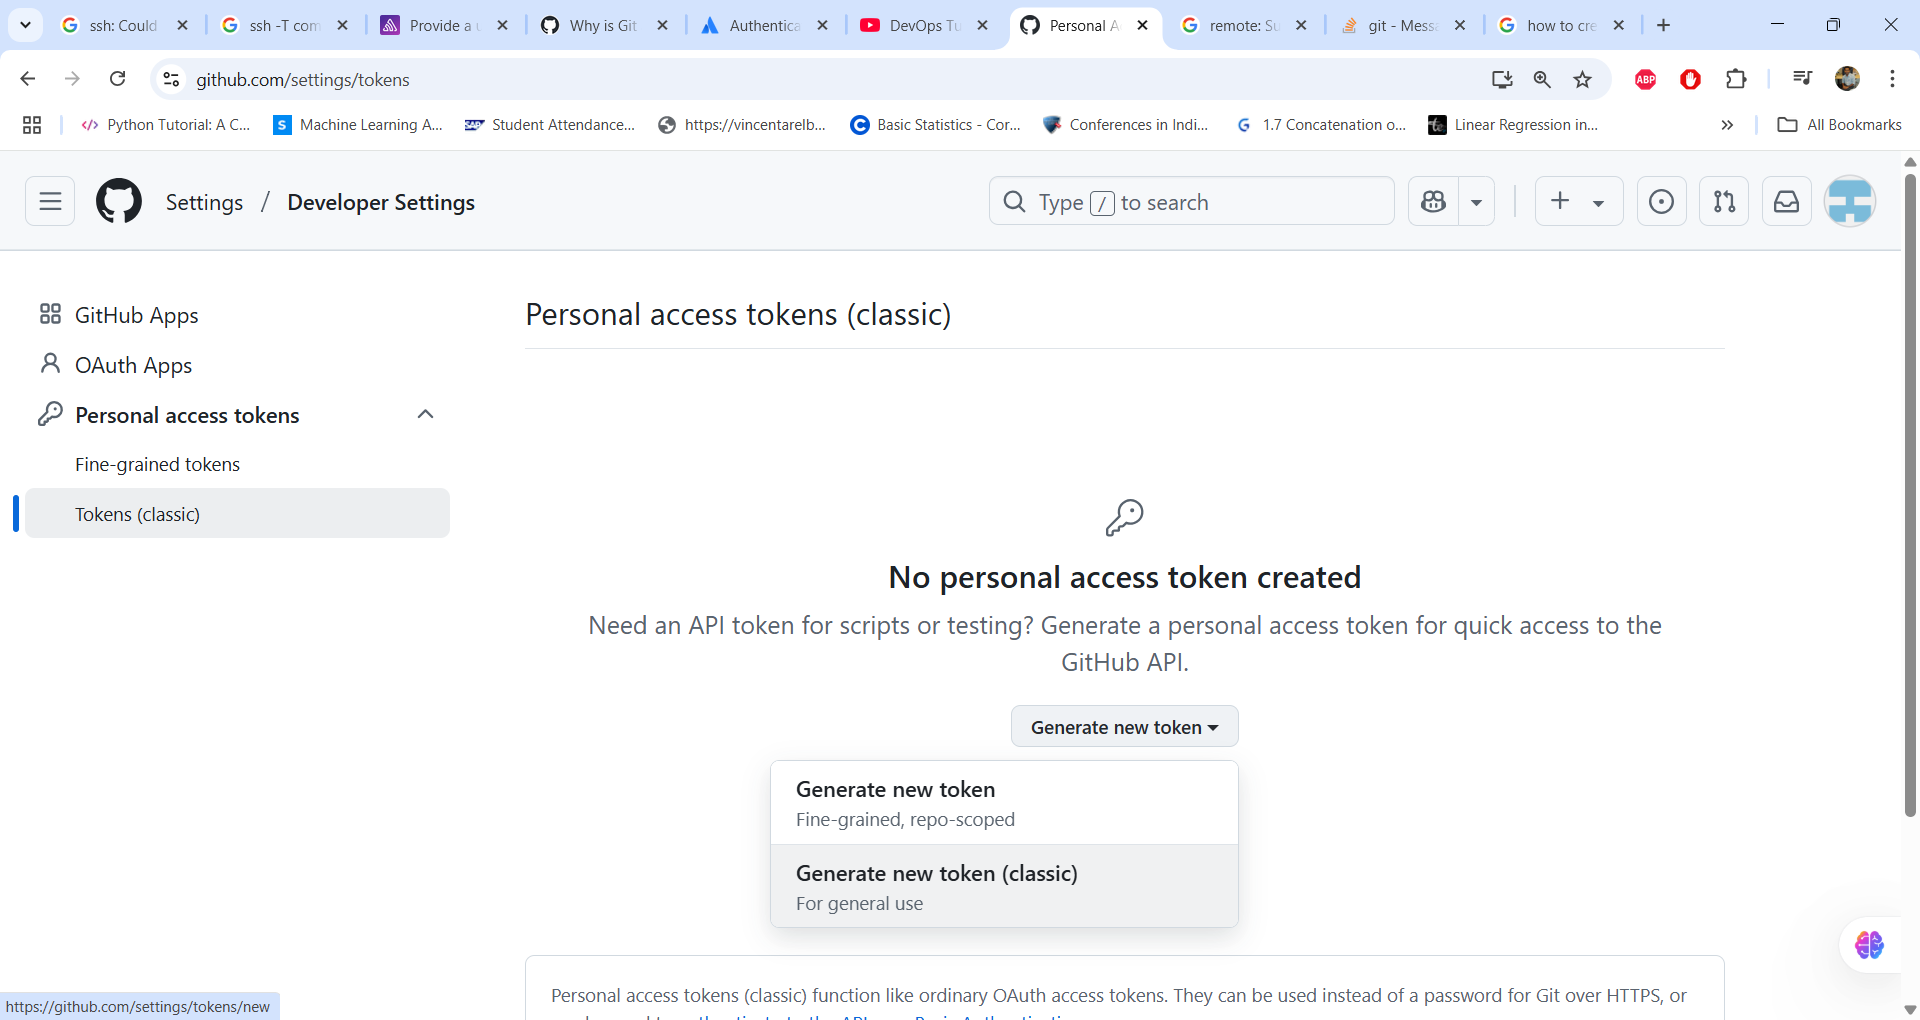 ssh: Could
ssh -T com
Provide a u
Why is Git
Authentica
DevOps Tu
Personal A
remote: Su
git - Messa
how to cre
github.com/settings/tokens
ABP
Python Tutorial: A C...
S
Machine Learning A...
SAP
Student Attendance...
https://vincentarelb...
Basic Statistics - Cor...
Conferences in Indi...
1.7 Concatenation o...
te
Linear Regression in...
All Bookmarks
Settings / Developer Settings
Type / to search
GitHub Apps
OAuth Apps
Personal access tokens
Fine-grained tokens
Tokens (classic)
Personal access tokens (classic)
No personal access token created
Need an API token for scripts or testing? Generate a personal access token for quick access to the
GitHub API.
Generate new token
Generate new token
Fine-grained, repo-scoped
Generate new token (classic)
For general use
Personal access tokens (classic) function like ordinary OAuth access tokens. They can be used instead of a password for Git over HTTPS, or
https://github.com/settings/tokens/new